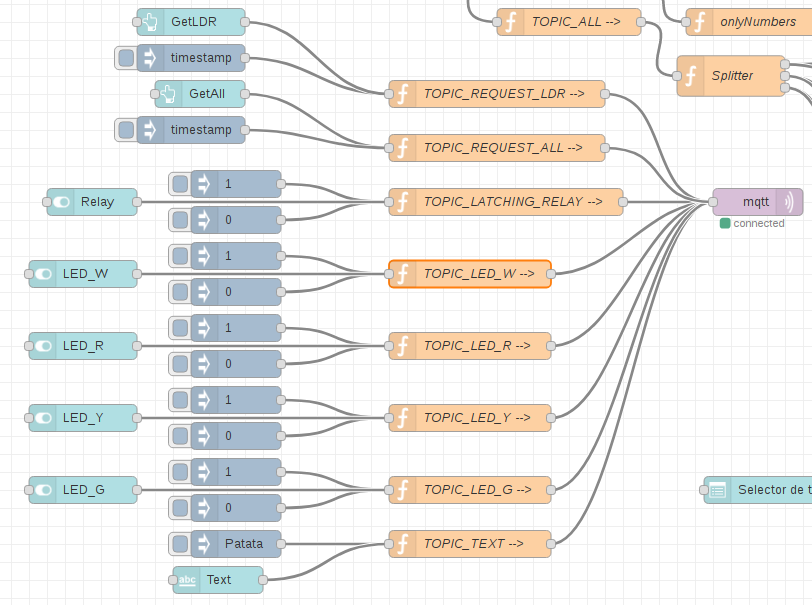 GetLDR
TOPIC_ALL -->
onlyNumbers
timestamp
Splitter
GetAll
TOPIC_REQUEST_LDR -->
timestamp
TOPIC_REQUEST_ALL -->
1
Relay
TOPIC_LATCHING_RELAY -->
mqtt
0
connected
1
LED_W
TOPIC_LED_W -->
0
1
LED_R
TOPIC_LED_R -->
0
1
LED_Y
TOPIC_LED_Y -->
0
1
LED_G
TOPIC_LED_G -->
Selector de t
0
Patata
TOPIC_TEXT -->
abc
Text